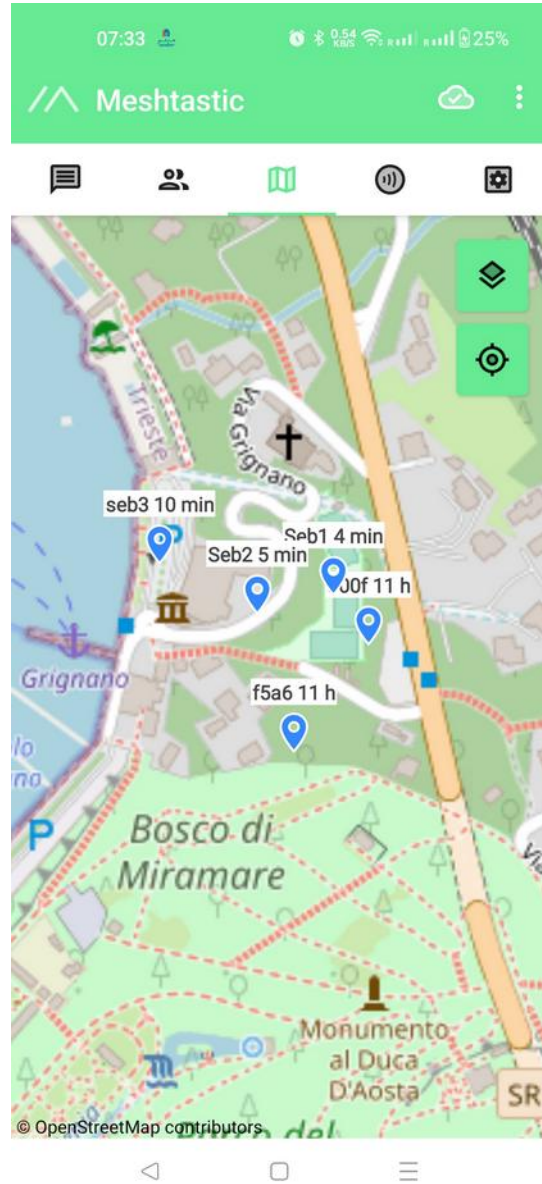 07:33
0.54
KB/S
R
25%
Meshtastic
Trieste
Via Grignano
seb3 10 min
P
Seb1 4 min
Seb2 5 min
00f 11 h
Grignano
f5a6 11 h
P
Bosco di
Miramare
Monumento
al Duca
D'Aosta
SR
© OpenStreetMap contributors